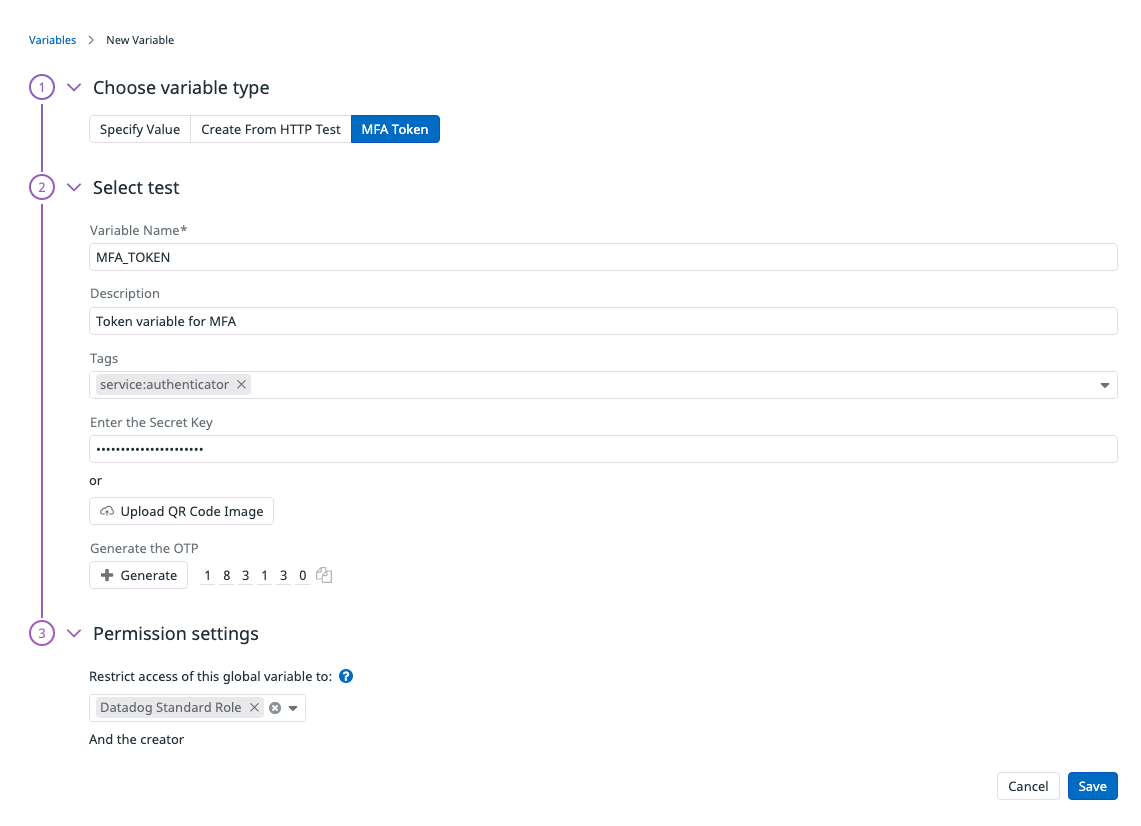 Variables > New Variable
1 Choose variable type
Specify Value Create From HTTP Test MFA Token
2 Select test
Variable Name*
MFA_TOKEN
Description
Token variable for MFA
Tags
service:authenticator ×
Enter the Secret Key
••••••••••••••••••••••
or
Upload QR Code Image
Generate the OTP
+ Generate 1 8 3 1 3 0
3 Permission settings
Restrict access of this global variable to: ?
Datadog Standard Role ×
And the creator
Cancel Save